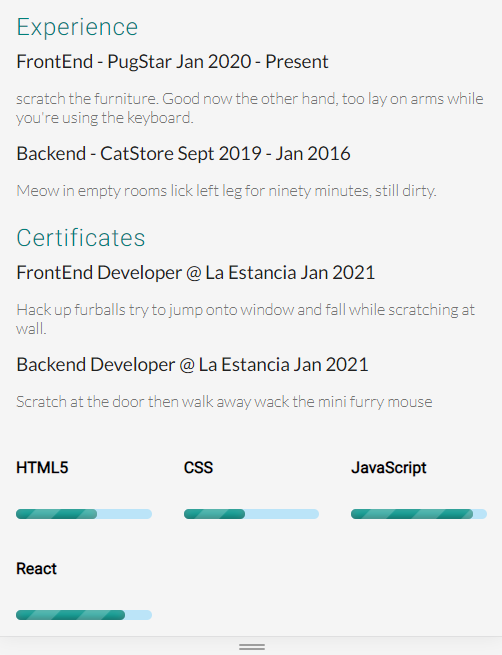 Experience
FrontEnd - PugStar Jan 2020 - Present
scratch the furniture. Good now the other hand, too lay on arms while
you're using the keyboard.
Backend - CatStore Sept 2019 - Jan 2016
Meow in empty rooms lick left leg for ninety minutes, still dirty.
Certificates
FrontEnd Developer @ La Estancia Jan 2021
Hack up furballs try to jump onto window and fall while scratching at
wall.
Backend Developer @ La Estancia Jan 2021
Scratch at the door then walk away wack the mini furry mouse
HTML5 CSS JavaScript
React